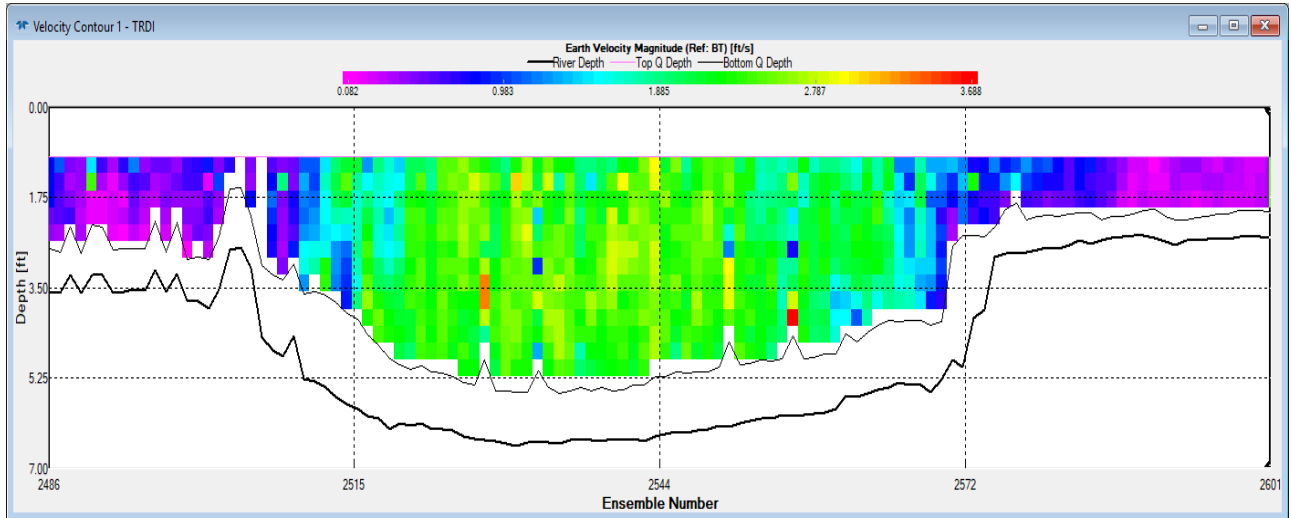 Velocity Contour 1 - TRDI
Earth Velocity Magnitude (Ref: BT) [ft/s]
River Depth Top Q Depth Bottom Q Depth
0.082 0.983 1.885 2.787 3.688
0.00
1.75
3.50
5.25
7.00
Depth [ft]
2486 2515 2544 2572 2601
Ensemble Number